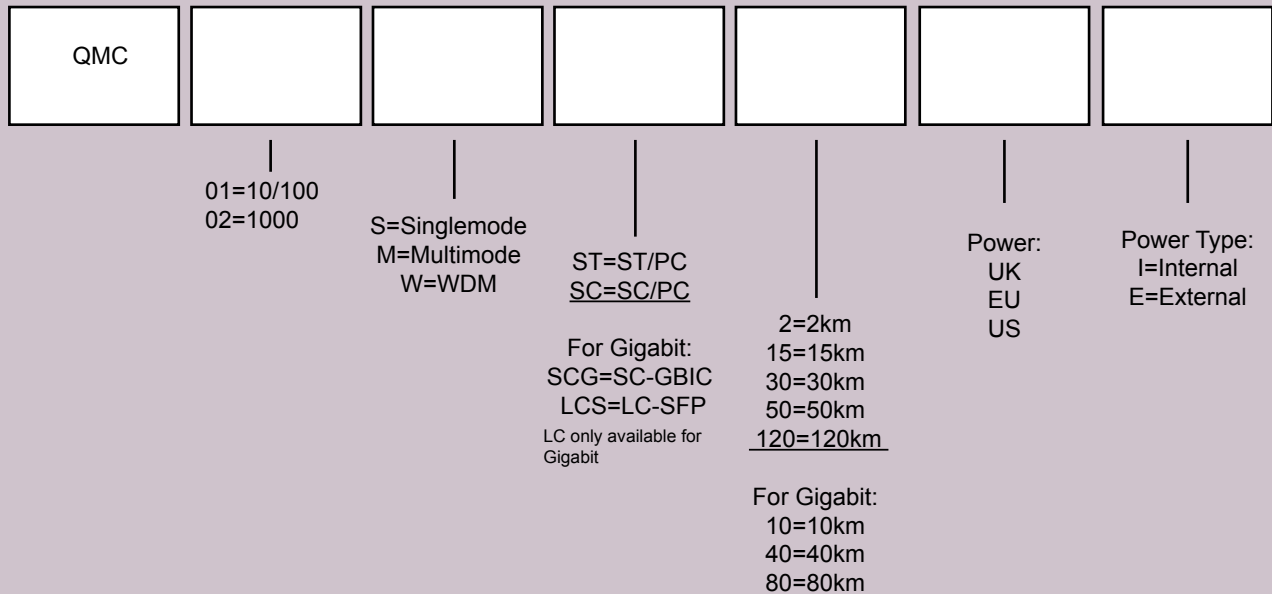 QMC
01=10/100
02=1000
S=Singlemode
M=Multimode
W=WDM
ST=ST/PC
SC=SC/PC
For Gigabit:
SCG=SC-GBIC
LCS=LC-SFP
LC only available for
Gigabit
2=2km
15=15km
30=30km
50=50km
120=120km
For Gigabit:
10=10km
40=40km
80=80km
Power:
UK
EU
US
Power Type:
I=Internal
E=External